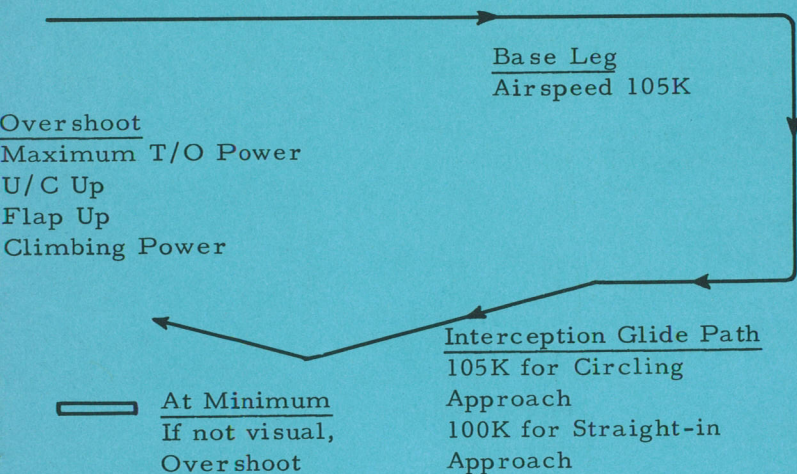 Base Leg
Airspeed 105K
Overshoot
Maximum T/O Power
U/C Up
Flap Up
Climbing Power
Interception Glide Path
105K for Circling
Approach
100K for Straight-in
Approach
At Minimum
If not visual,
Overshoot